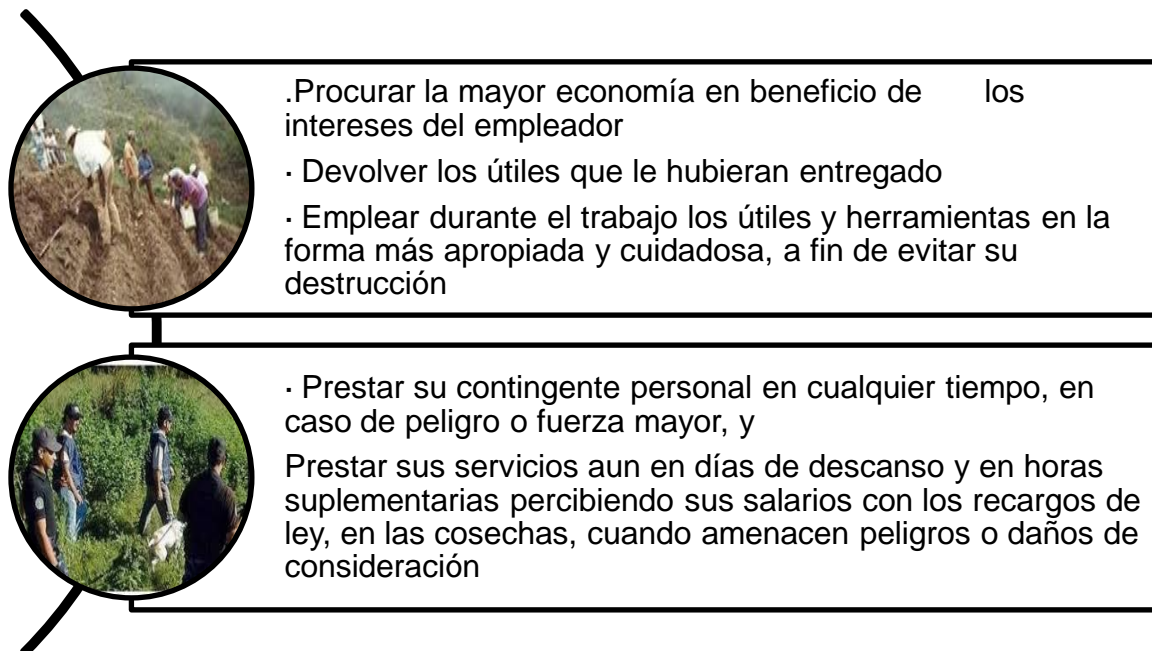 .Procurar la mayor economía en beneficio de los
intereses del empleador
· Devolver los útiles que le hubieran entregado
· Emplear durante el trabajo los útiles y herramientas en la
forma más apropiada y cuidadosa, a fin de evitar su
destrucción
· Prestar su contingente personal en cualquier tiempo, en
caso de peligro o fuerza mayor, y
Prestar sus servicios aun en días de descanso y en horas
suplementarias percibiendo sus salarios con los recargos de
ley, en las cosechas, cuando amenacen peligros o daños de
consideración